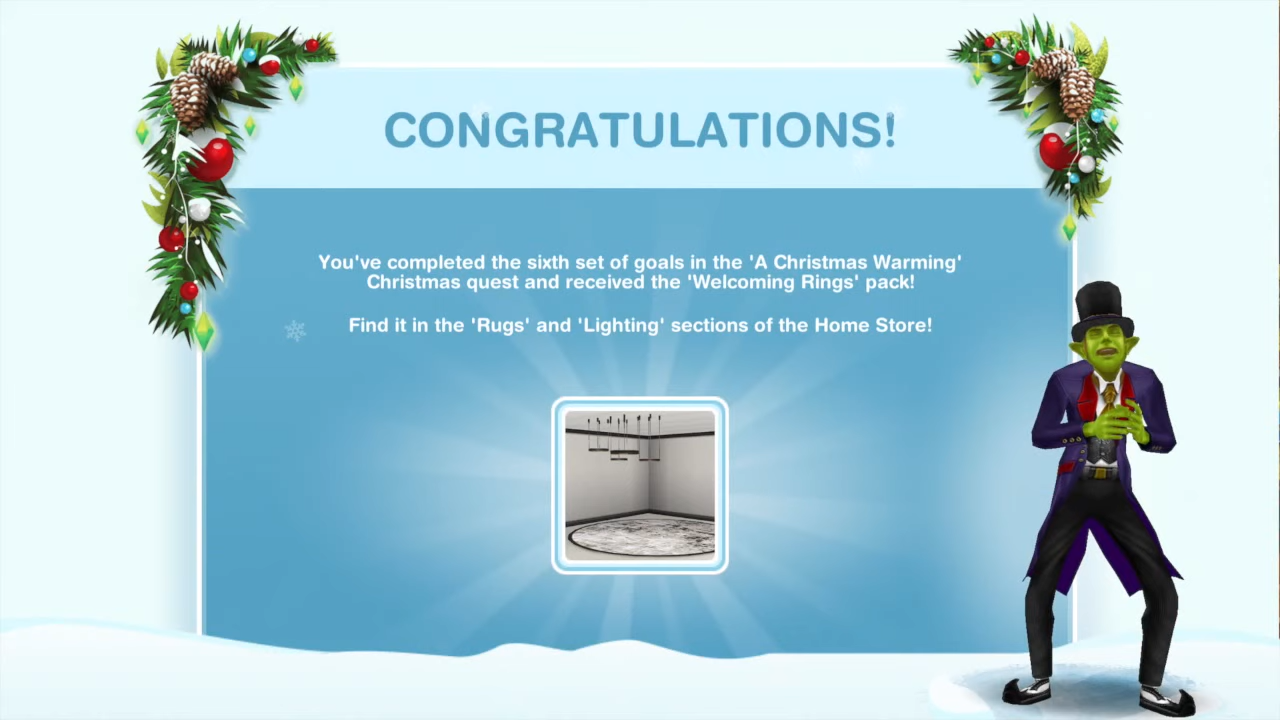 CONGRATULATIONS!
You've completed the sixth set of goals in the 'A Christmas Warming'
Christmas quest and received the 'Welcoming Rings' pack!
Find it in the 'Rugs' and 'Lighting' sections of the Home Store!